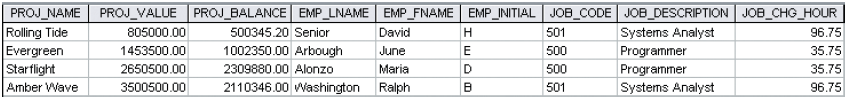 PROJ_NAME PROJ_VALUE PROJ_BALANCE EMP_LNAME EMP_FNAME EMP_INITIAL JOB_CODE JOB_DESCRIPTION JOB_CHG_HOUR
Rolling Tide 805000.00 500345.20 Senior David H 501 Systems Analyst 96.75
Evergreen 1453500.00 1002350.00 Arbough June E 500 Programmer 35.75
Starflight 2650500.00 2309880.00 Alonzo Maria D 500 Programmer 35.75
Amber Wave 3500500.00 2110346.00 Washington Ralph B 501 Systems Analyst 96.75